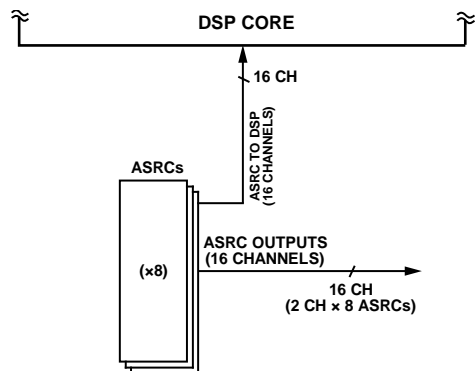 DSP CORE
16 CH
ASRC TO DSP
(16 CHANNELS)
ASRCs
(×8)
ASRC OUTPUTS
(16 CHANNELS)
16 CH
(2 CH × 8 ASRCs)